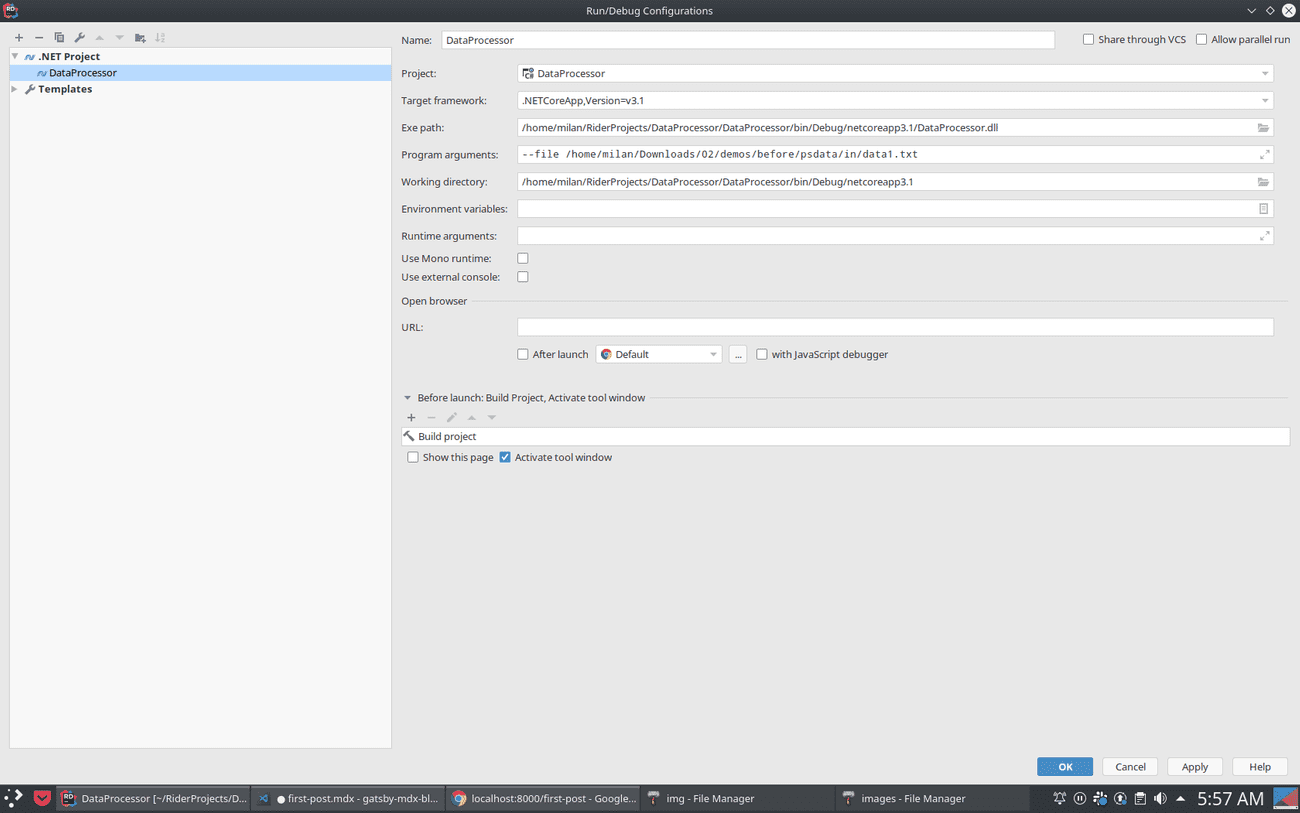 RD
Run/Debug Configurations
.NET Project
DataProcessor
Templates
Name: DataProcessor
Share through VCS
Allow parallel run
Project: DataProcessor
Target framework: .NETCoreApp,Version=v3.1
Exe path: /home/milan/RiderProjects/DataProcessor/DataProcessor/bin/Debug/netcoreapp3.1/DataProcessor.dll
Program arguments: --file /home/milan/Downloads/02/demos/before/psdata/in/data1.txt
Working directory: /home/milan/RiderProjects/DataProcessor/DataProcessor/bin/Debug/netcoreapp3.1
Environment variables:
Runtime arguments:
Use Mono runtime:
Use external console:
Open browser
URL:
After launch Default ... with JavaScript debugger
Before launch: Build Project, Activate tool window
Build project
Show this page Activate tool window
OK Cancel Apply Help
RD DataProcessor [~/RiderProjects/D... ● first-post.mdx - gatsby-mdx-bl... localhost:8000/first-post - Google... img - File Manager images - File Manager 5:57 AM